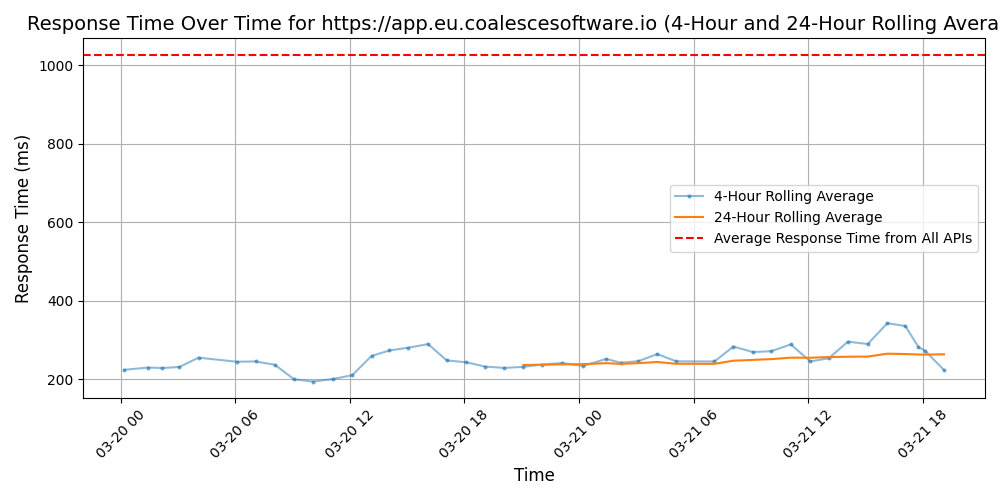 Response Time Over Time for https://app.eu.coalescesoftware.io (4-Hour and 24-Hour Rolling Avera
Response Time (ms)
1000
800
600
400
200
4-Hour Rolling Average
24-Hour Rolling Average
Average Response Time from All APIs
03-20 00
03-20 06
03-20 12
03-20 18
03-21 00
03-21 06
03-21 12
03-21 18
Time